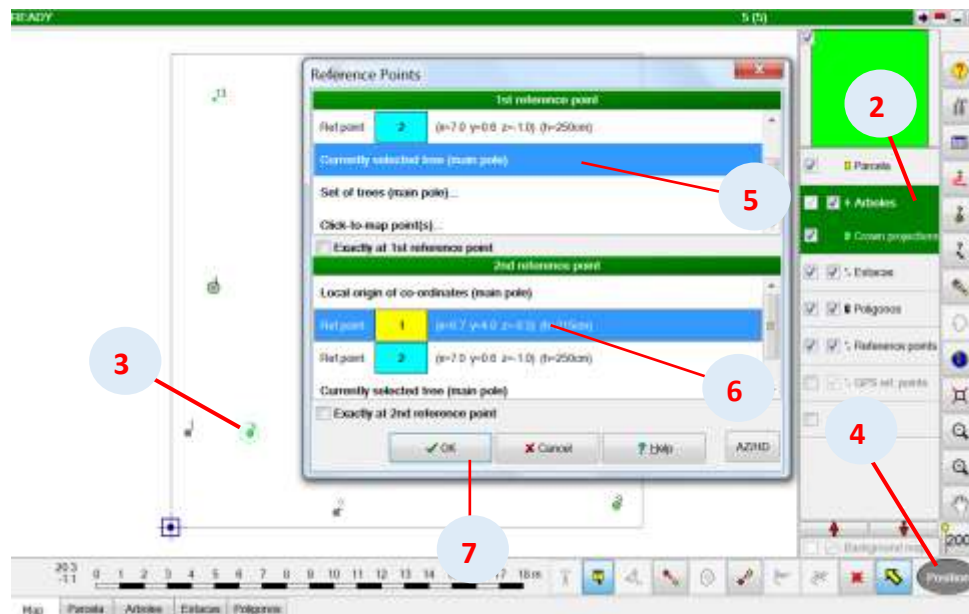 READY
5 (5)
Reference Points
1st reference point
Ref.point 2 (x=7.0 y=0.6 z=-1.0) (h=250cm)
Currently selected tree (main pole)
Set of trees (main pole)...
Click-to-map point(s)...
Exactly at 1st reference point
2nd reference point
Local origin of co-ordinates (main pole)
Ref.point 1
Ref.point 2 (x=7.0 y=0.6 z=-1.0) (h=250cm)
Currently selected tree (main pole)
Exactly at 2nd reference point
OK
Cancel
? Help
AZ/HD
2
3
4
5
6
7
Parcela
Arboles
Crown projections
Estacas
Poligonos
Reference points
GPS ref. points
Background map
200
20.3
-1.1
0 1 2 3 4 5 6 7 8 9 10 11 12 13 14 17 18 m
Position
Map Parcela Arboles Estacas Poligonos